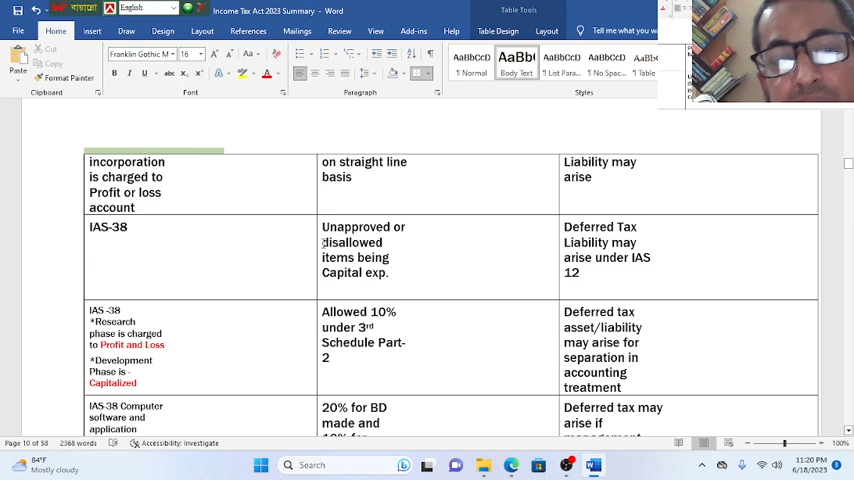 বায়ান্নো
English
Income Tax Act 2023 Summary - Word
Table Tools
File
Home
Insert
Draw
Design
Layout
References
Mailings
Review
View
Add-ins
Help
Table Design
Layout
Tell me what you
Cut
Copy
Format Painter
Paste
Clipboard
Franklin Gothic M
16
Font
Paragraph
AaBbCcD
¶ Normal
AaBb(
Body Text
AaBbCcD
¶ List Para...
AaBbCcD
¶ No Spac...
AaBbCcD
¶ Table
Styles
incorporation
is charged to
Profit or loss
account
on straight line
basis
Liability may
arise
IAS-38
Unapproved or
disallowed
items being
Capital exp.
Deferred Tax
Liability may
arise under IAS
12
IAS -38
*Research
phase is charged
to Profit and Loss
*Development
Phase is -
Capitalized
Allowed 10%
under 3rd
Schedule Part-
2
Deferred tax
asset/liability
may arise for
separation in
accounting
treatment
IAS-38 Computer
software and
application
20% for BD
made and
10% for
Deferred tax may
arise if
management
Page 10 of 58
2368 words
Accessibility: Investigate
100%
84°F
Mostly cloudy
Search
11:20 PM
6/18/2023